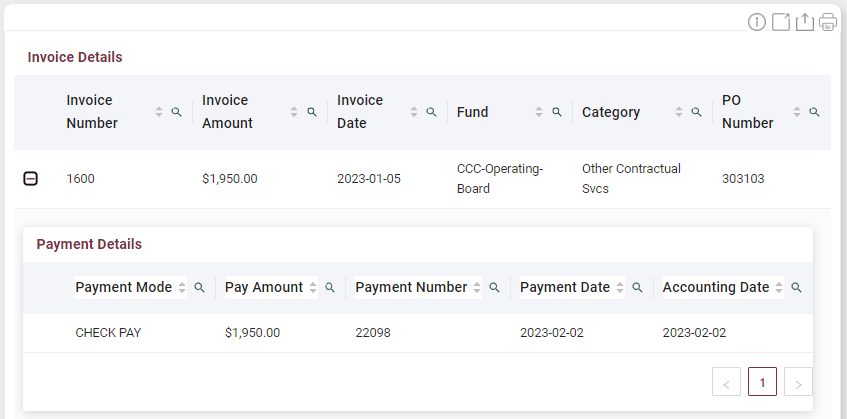 Invoice Details
Invoice Number Invoice Amount Invoice Date Fund Category PO Number
1600 $1,950.00 2023-01-05 CCC-Operating-Board Other Contractual Svcs 303103
Payment Details
Payment Mode Pay Amount Payment Number Payment Date Accounting Date
CHECK PAY $1,950.00 22098 2023-02-02 2023-02-02
< 1 >